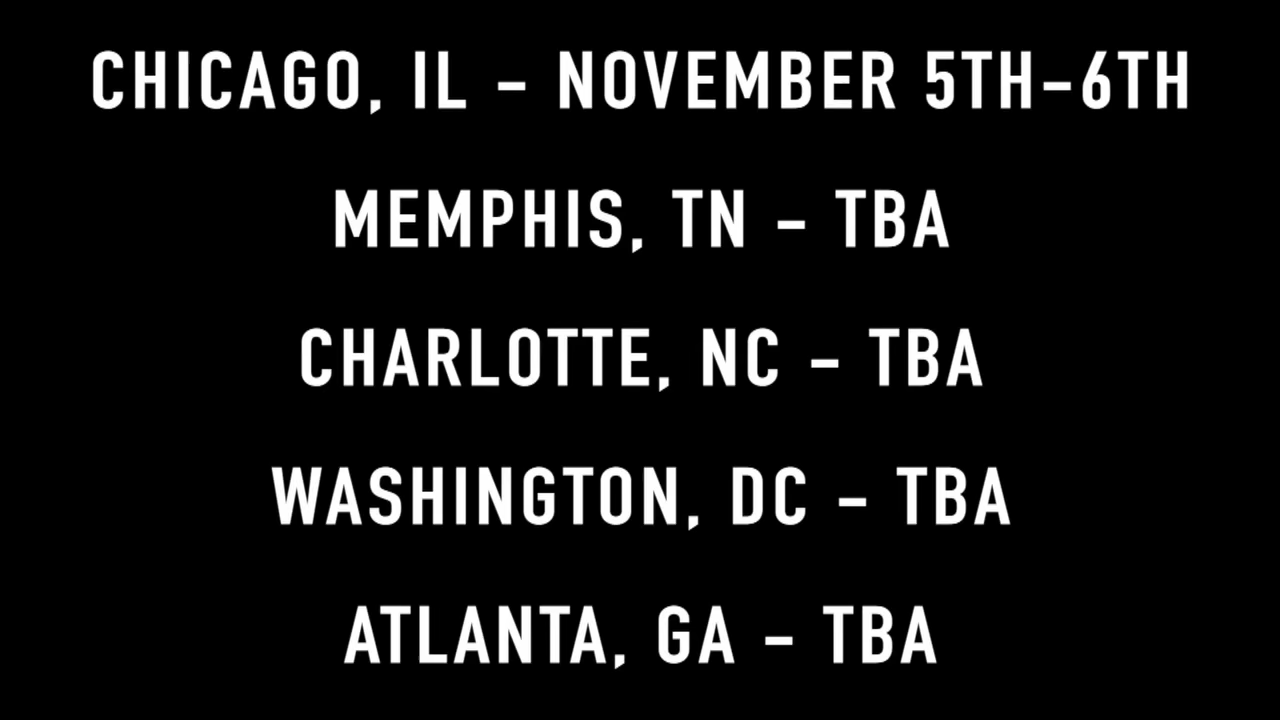 CHICAGO, IL - NOVEMBER 5TH-6TH
MEMPHIS, TN - TBA
CHARLOTTE, NC - TBA
WASHINGTON, DC - TBA
ATLANTA, GA - TBA